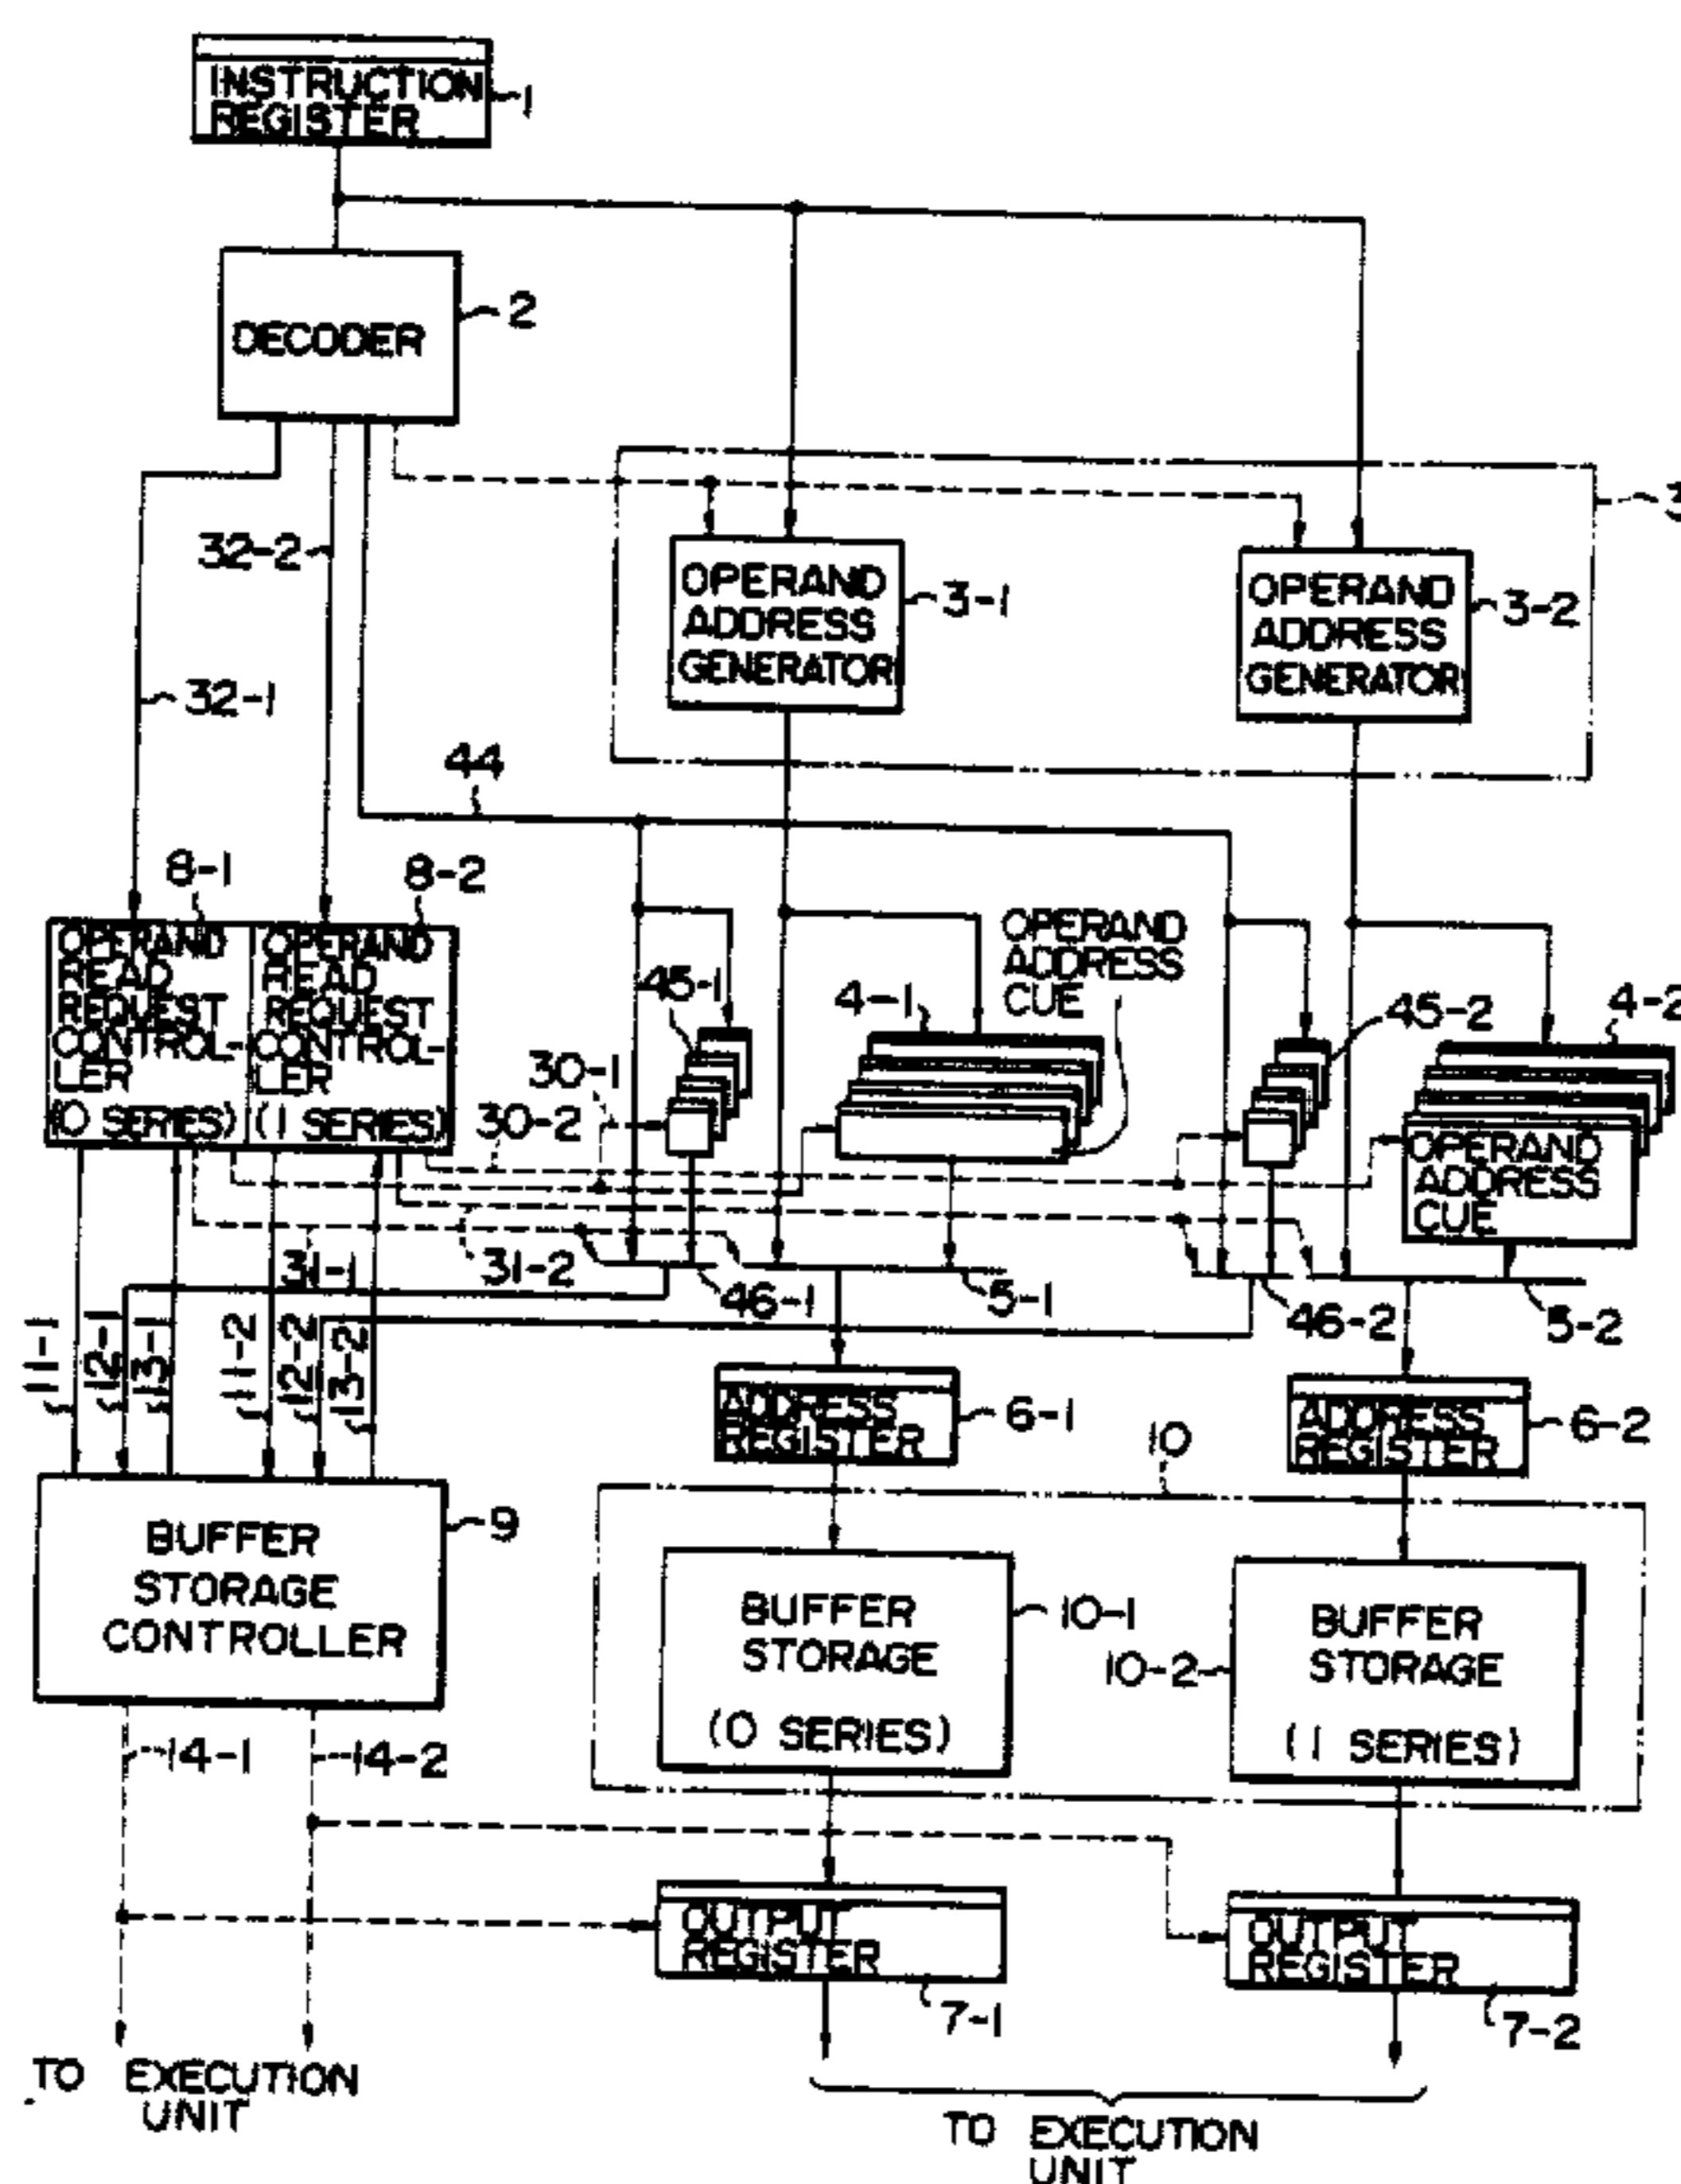 INSTRUCTION
REGISTER
1
DECODER
2
3
32-2
OPERAND
ADDRESS
GENERATOR
3-1
OPERAND
ADDRESS
GENERATOR
3-2
32-1
44
8-1
8-2
OPERAND
READ
REQUEST
CONTROL-
LER
(0 SERIES)
OPERAND
READ
REQUEST
CONTROL-
LER
(1 SERIES)
OPERAND
ADDRESS
CUE
45-1
4-1
45-2
4-2
30-1
30-2
OPERAND
ADDRESS
CUE
31-1
31-2
46-1
5-1
46-2
5-2
11-1
12-1
13-1
11-2
12-2
13-2
ADDRESS
REGISTER
6-1
ADDRESS
REGISTER
6-2
10
BUFFER
STORAGE
CONTROLLER
9
BUFFER
STORAGE
(0 SERIES)
10-1
10-2
BUFFER
STORAGE
(1 SERIES)
14-1
14-2
OUTPUT
REGISTER
7-1
OUTPUT
REGISTER
7-2
TO EXECUTION
UNIT
TO EXECUTION
UNIT